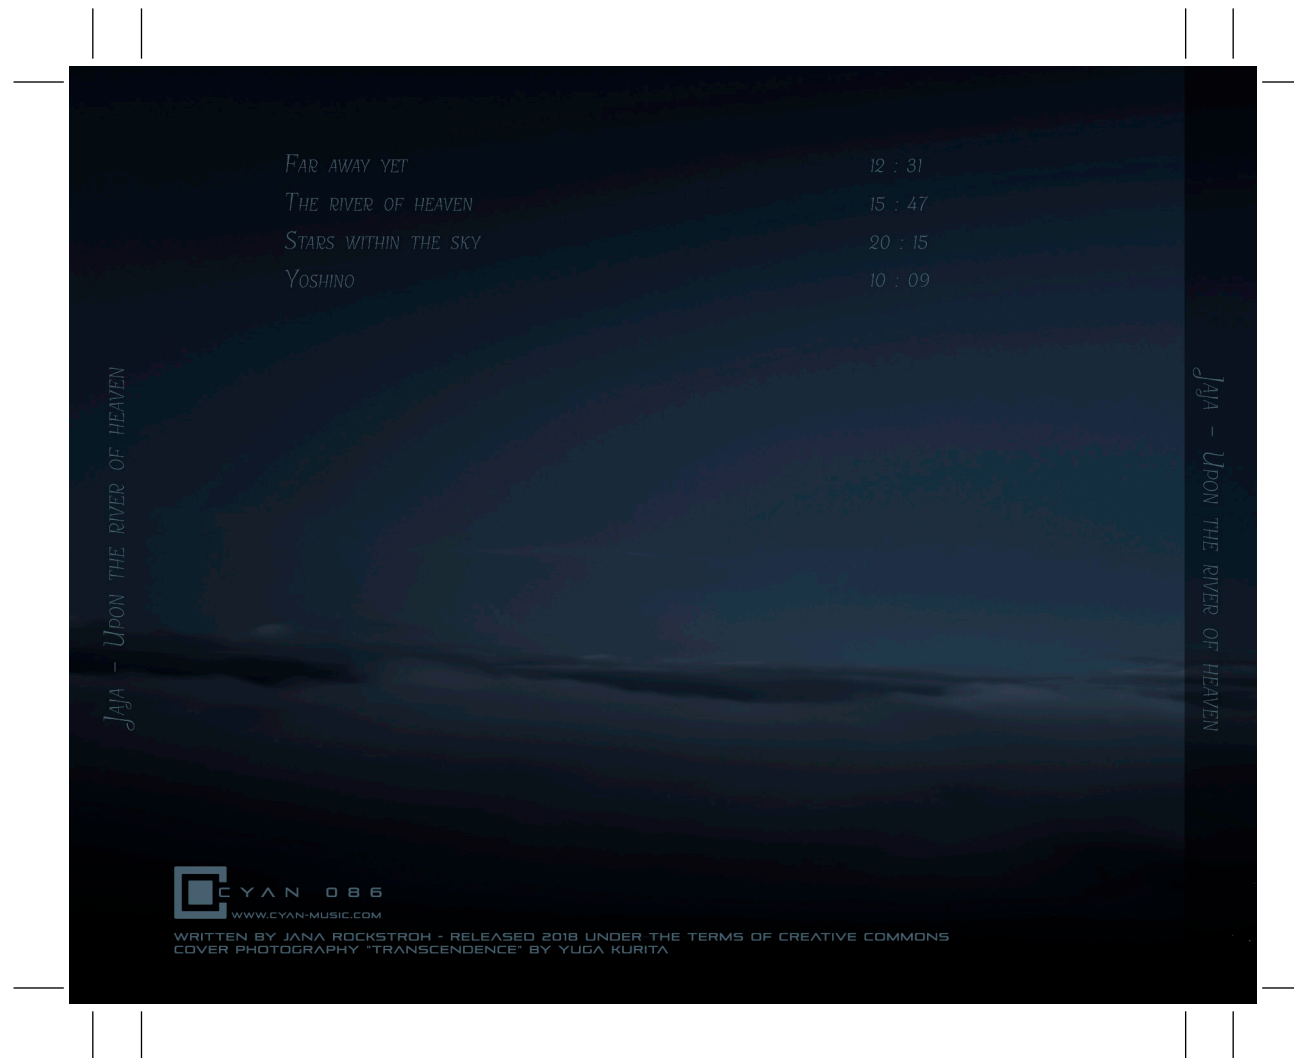 Far away yet 12 : 31
The river of heaven 15 : 47
Stars within the sky 20 : 15
Yoshino 10 : 09
Jaja - Upon the river of heaven
Jaja - Upon the river of heaven
CYAN 086
WWW.CYAN-MUSIC.COM
WRITTEN BY JANA ROCKSTROH - RELEASED 2018 UNDER THE TERMS OF CREATIVE COMMONS
COVER PHOTOGRAPHY "TRANSCENDENCE" BY YUGA KURITA